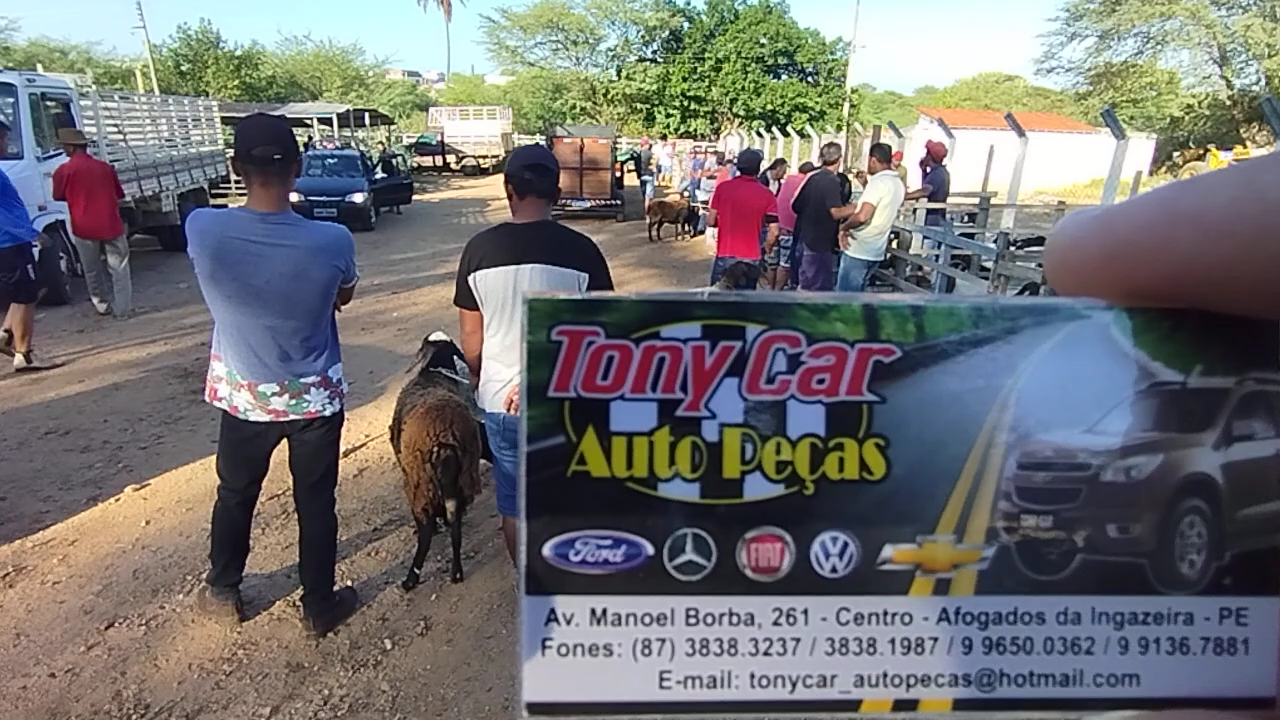 Tony Car
Auto Peças
Ford
FIAT
VW
Av. Manoel Borba, 261 - Centro - Afogados da Ingazeira - PE
Fones: (87) 3838.3237 / 3838.1987 / 9 9650.0362 / 9 9136.7881
E-mail: tonycar_autopecas@hotmail.com